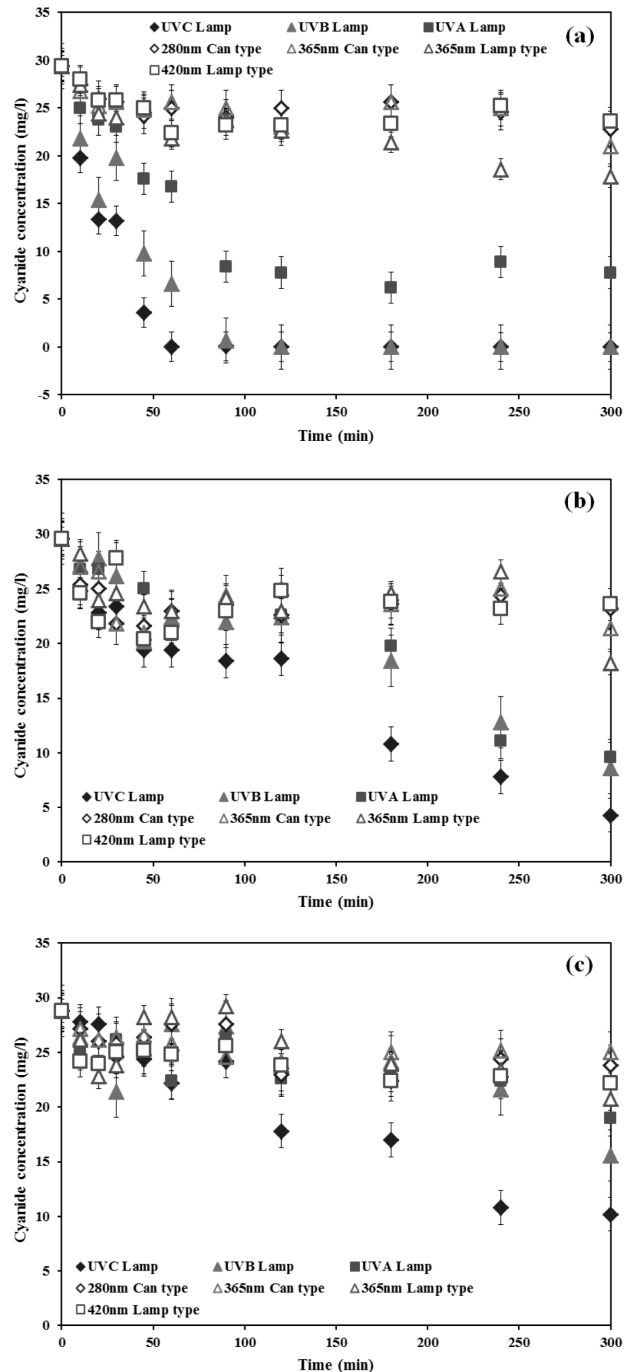 35
30
25
20
15
10
5
0
-5
Cyanide concentration (mg/l)
UVC Lamp UVB Lamp UVA Lamp (a)
280nm Can type 365nm Can type 365nm Lamp type
420nm Lamp type
0 50 100 150 200 250 300
Time (min)
35
30
25
20
15
10
5
0
Cyanide concentration (mg/l)
(b)
UVC Lamp UVB Lamp UVA Lamp
280nm Can type 365nm Can type 365nm Lamp type
420nm Lamp type
0 50 100 150 200 250 300
Time (min)
35
30
25
20
15
10
5
0
Cyanide concentration (mg/l)
(c)
UVC Lamp UVB Lamp UVA Lamp
280nm Can type 365nm Can type 365nm Lamp type
420nm Lamp type
0 50 100 150 200 250 300
Time (min)